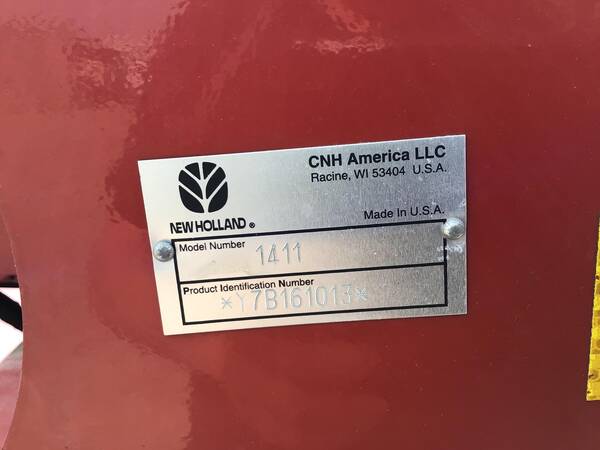 CNH America LLC
Racine, WI 53404 U.S.A.
NEW HOLLAND ®
Made In U.S.A.
Model Number 1411
Product Identification Number
*Y7B161013*